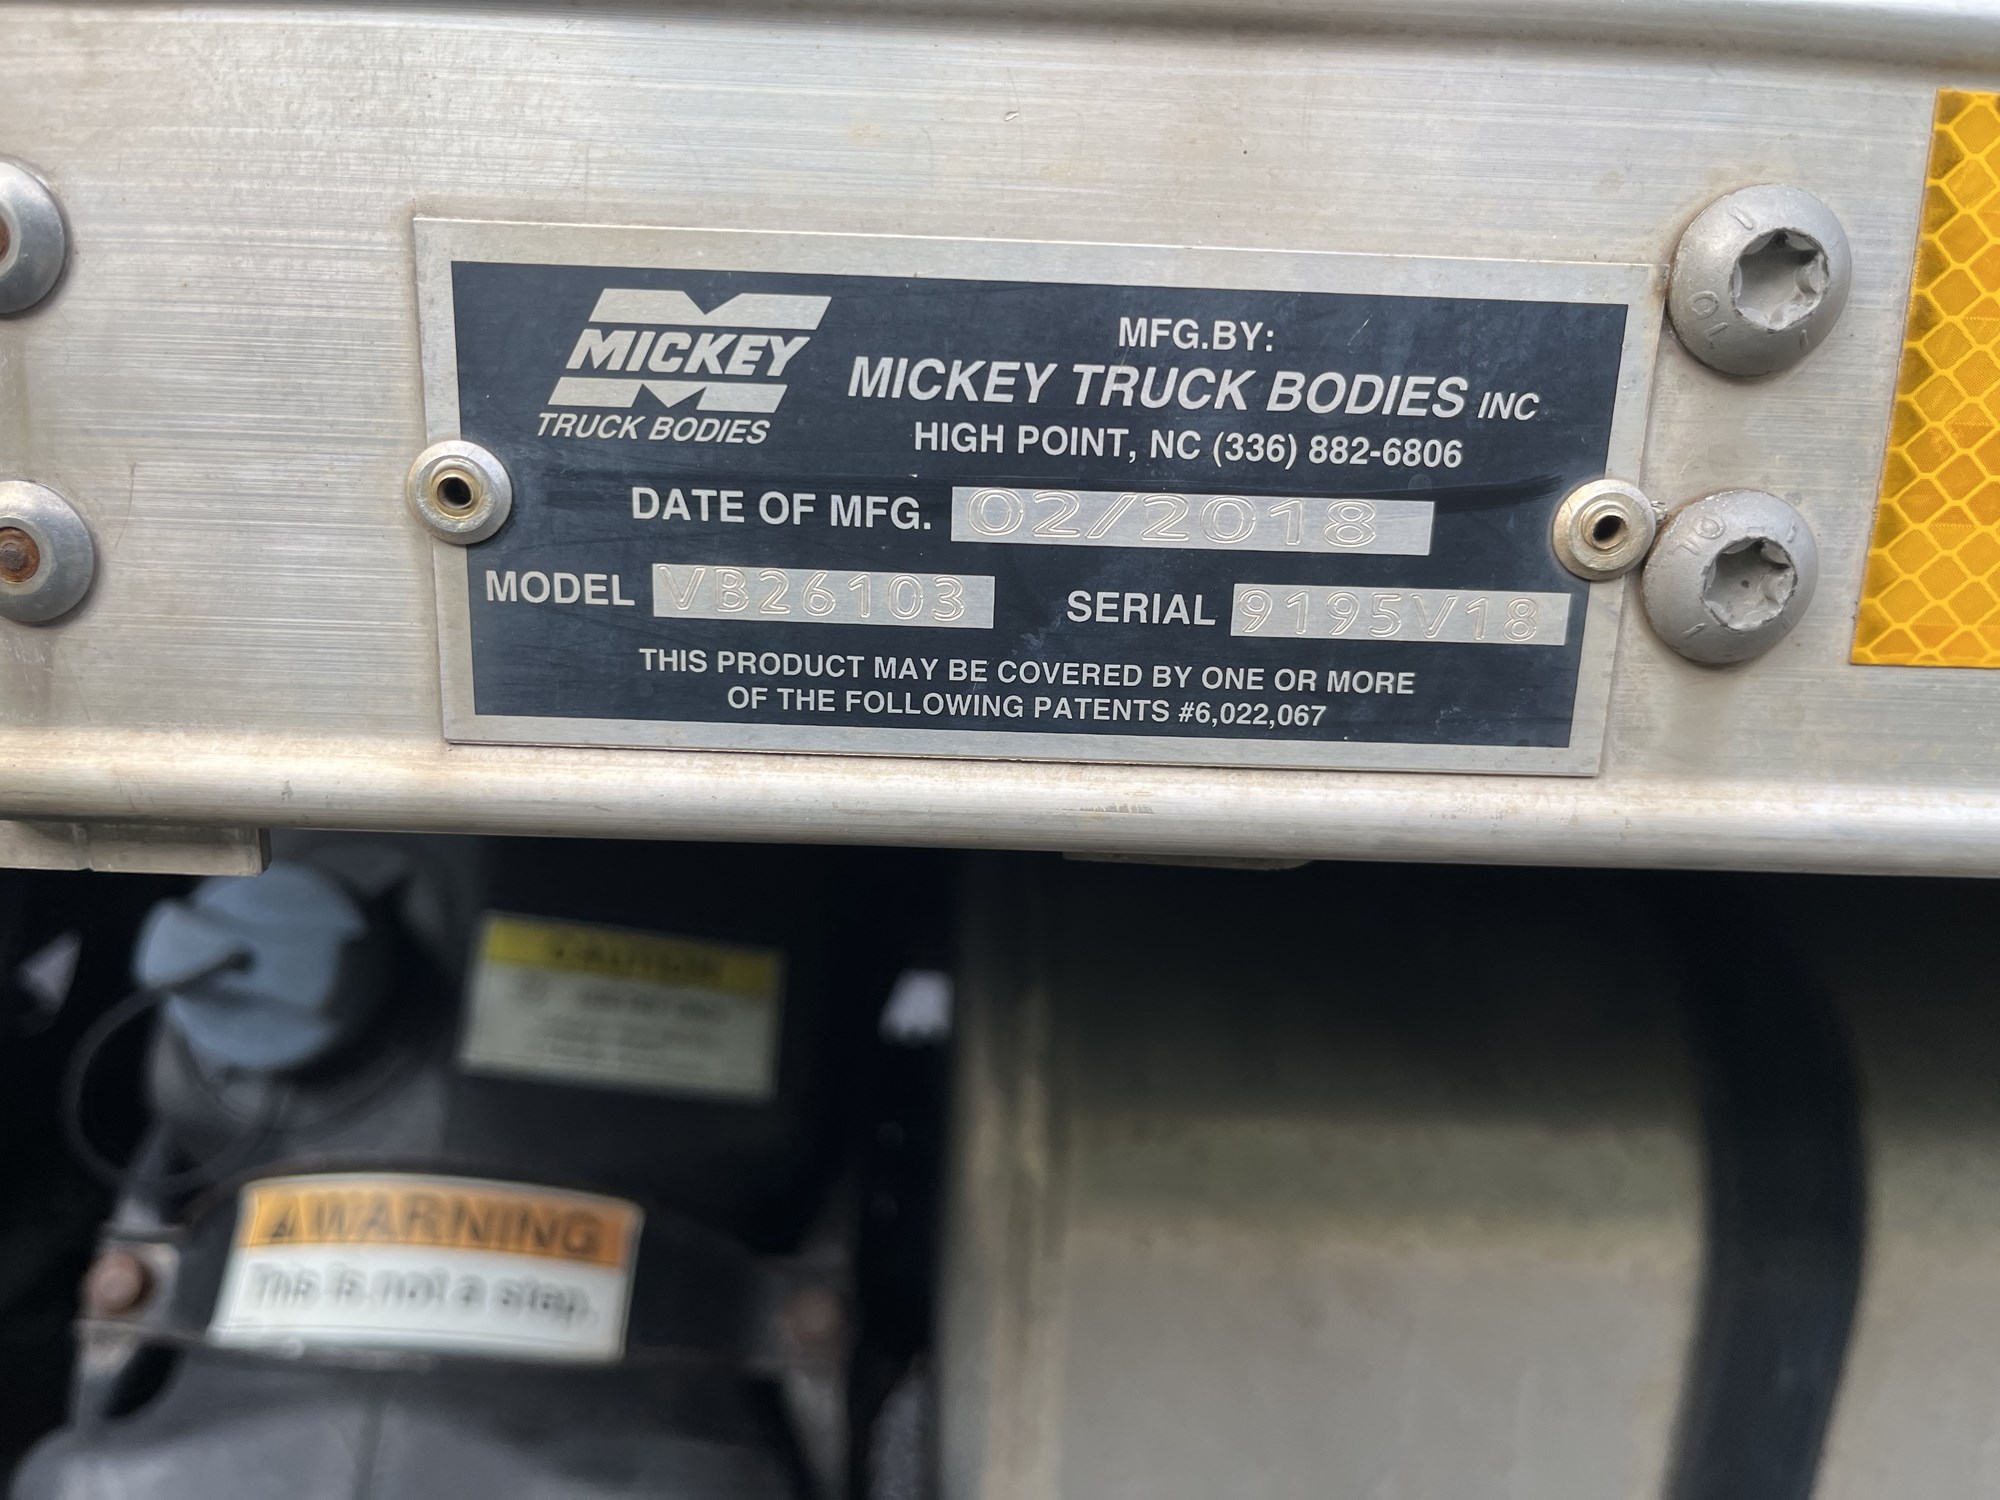 MICKEY
TRUCK BODIES
MFG.BY:
MICKEY TRUCK BODIES INC
HIGH POINT, NC (336) 882-6806
DATE OF MFG. 02/2018
MODEL VB26103 SERIAL 9195V18
THIS PRODUCT MAY BE COVERED BY ONE OR MORE
OF THE FOLLOWING PATENTS #6,022,067
CAUTION
WARNING
This is not a step.